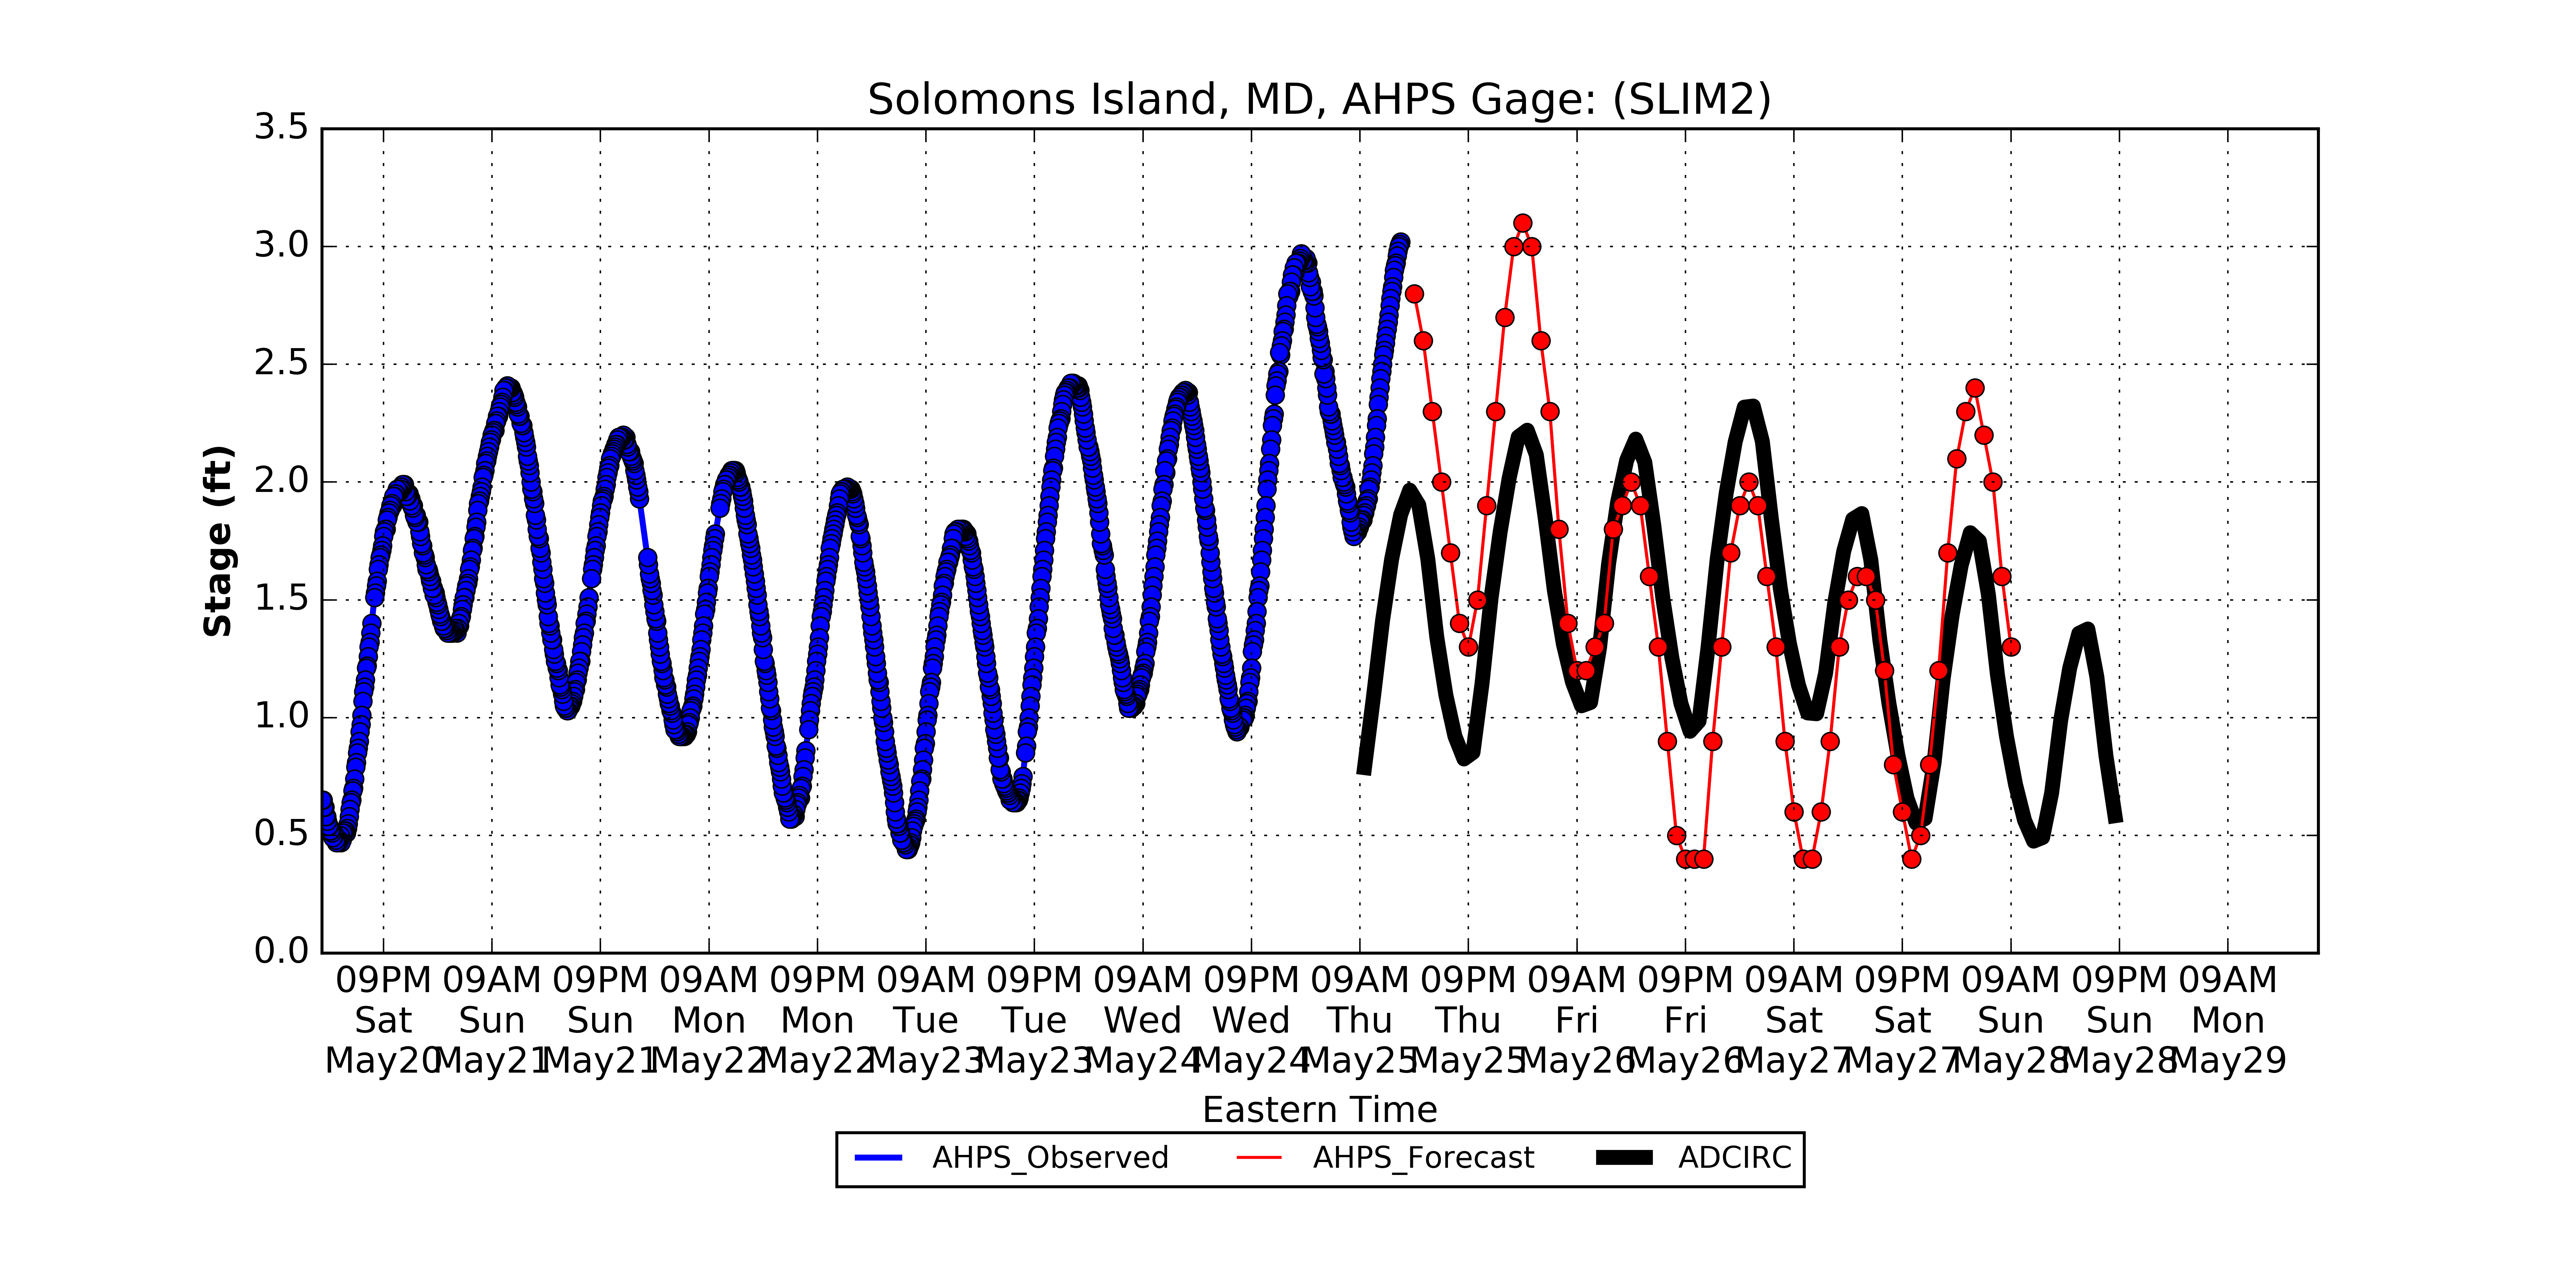 Solomons Island, MD, AHPS Gage: (SLIM2)
3.5
3.0
2.5
2.0
1.5
1.0
0.5
0.0
Stage (ft)
09PM 09AM 09PM 09AM 09PM 09AM 09PM 09AM 09PM 09AM 09PM 09AM 09PM 09AM 09PM 09AM 09PM 09AM
Sat Sun Sun Mon Mon Tue Tue Wed Wed Thu Thu Fri Fri Sat Sat Sun Sun Mon
May20 May21 May21 May22 May22 May23 May23 May24 May24 May25 May25 May26 May26 May27 May27 May28 May28 May29
Eastern Time
AHPS_Observed AHPS_Forecast ADCIRC